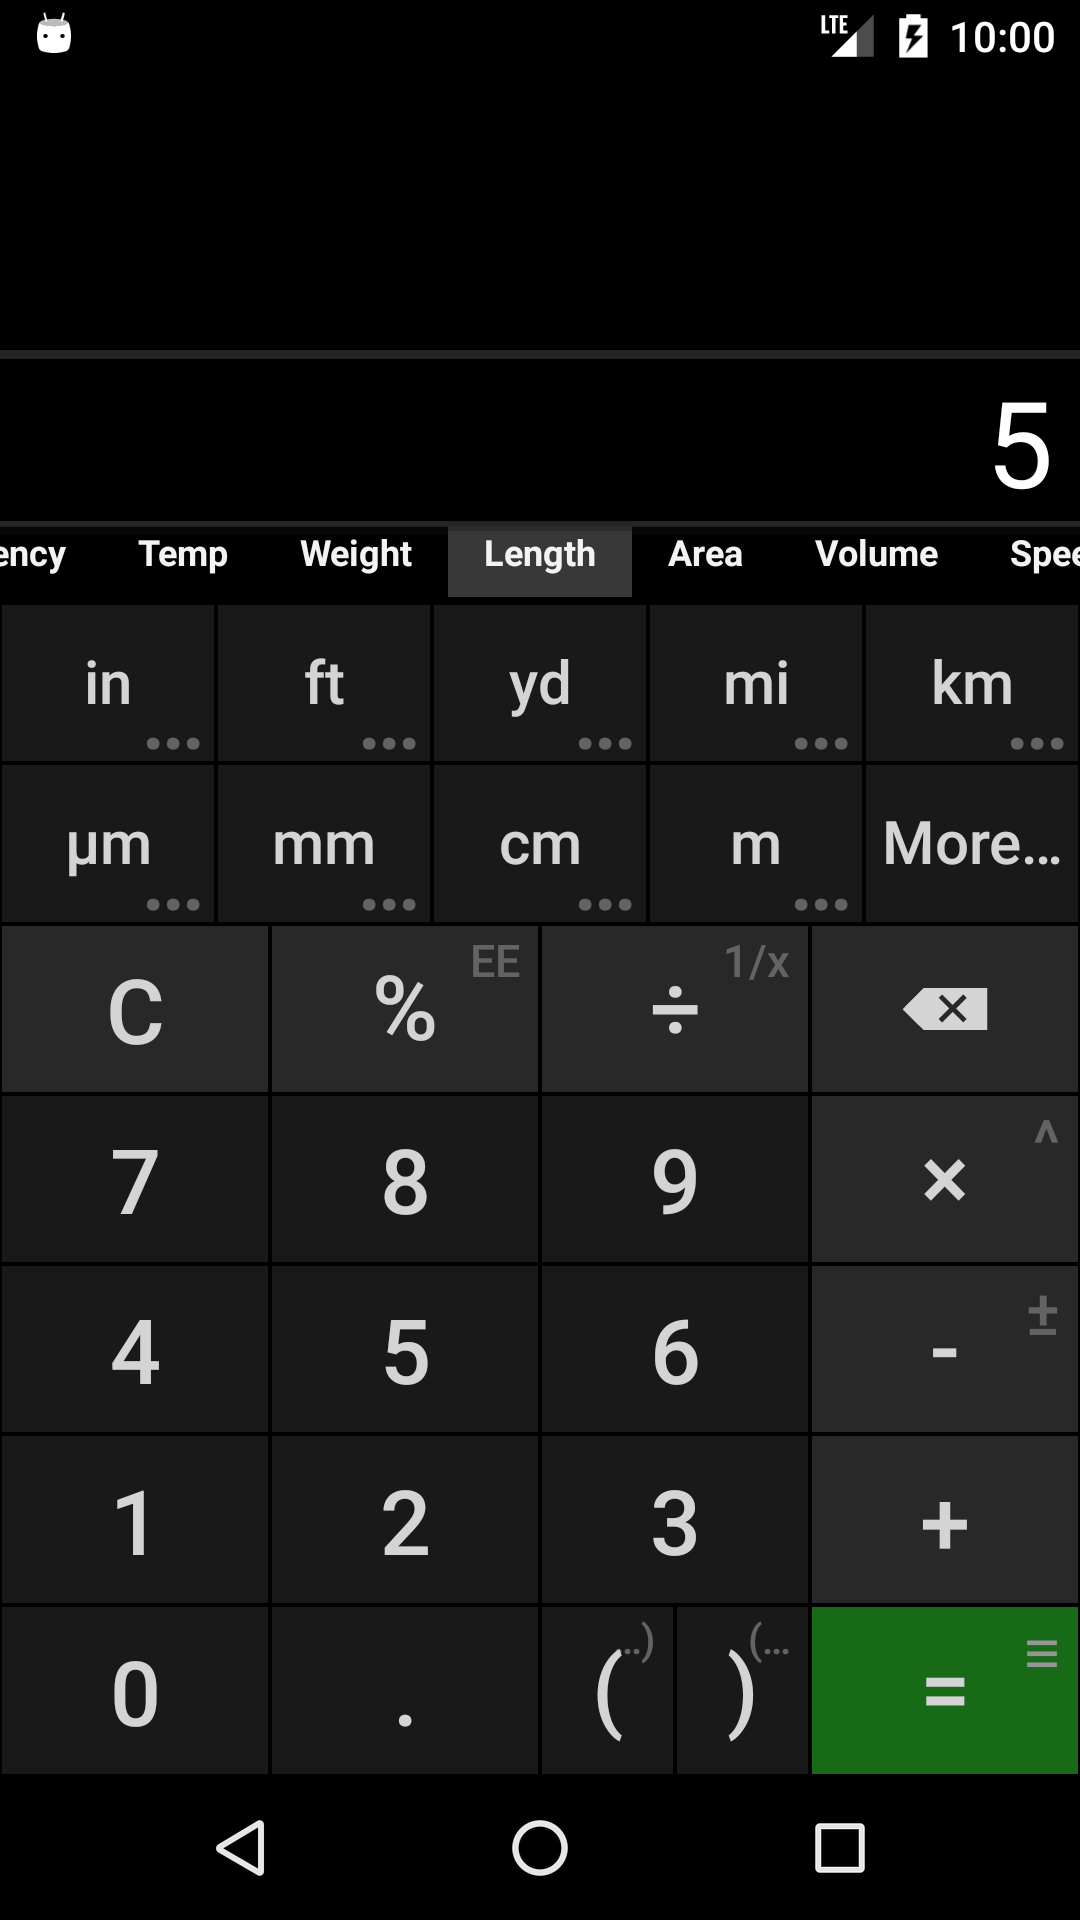 LTE 10:00
5
ency Temp Weight Length Area Volume Spee
in ft yd mi km
µm mm cm m More...
C % EE ÷ 1/x
7 8 9 × ^
4 5 6 - ±
1 2 3 +
0 . ( ..) ) (... =